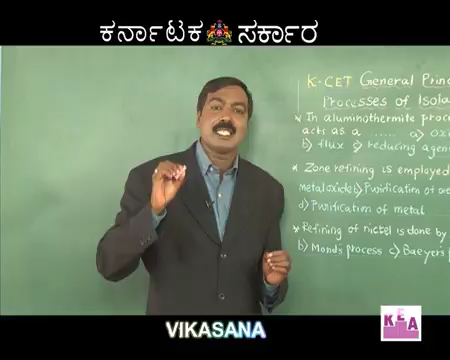 ಕರ್ನಾಟಕ ಸರ್ಕಾರ
K-CET General Princ
Processes of Isola
* In aluminothermite proc
acts as a ...... a) oxi
b) flux c) reducing agen
* Zone refining is employed
metal oxide b) Purification of ore
d) Purification of metal
* Refining of nickel is done by
b) Mond's process c) Baeyer's p
VIKASANA
KEA